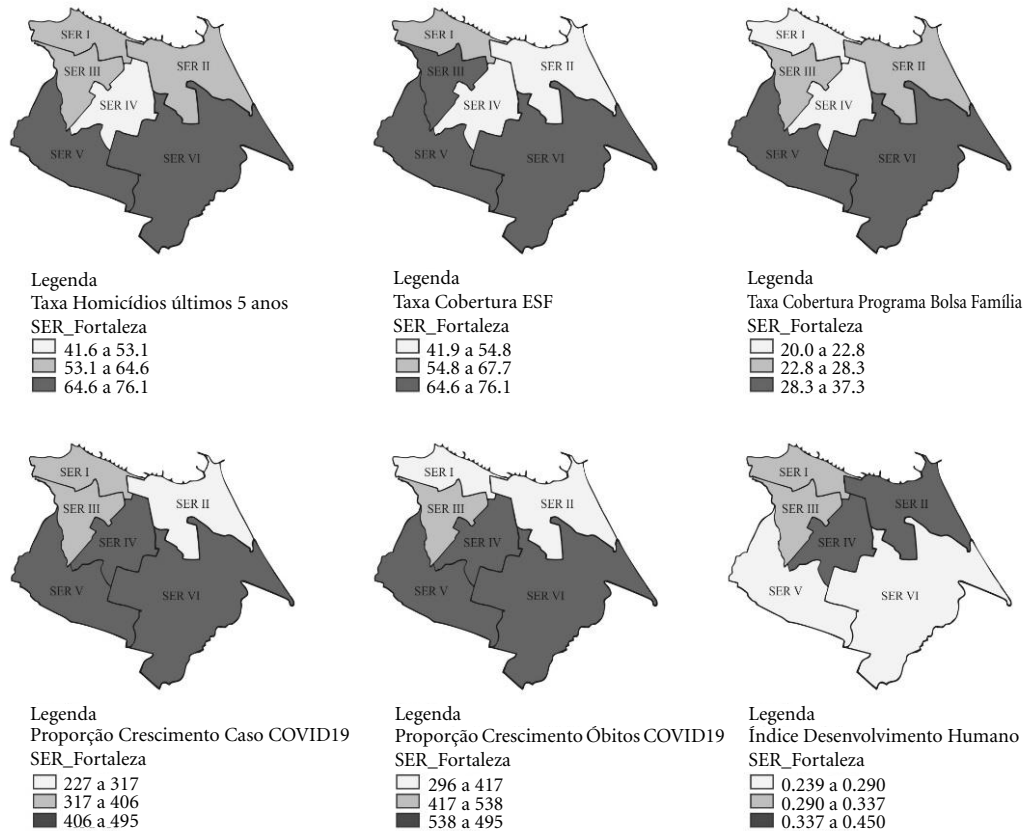 SER I
SER II
SER III
SER IV
SER V
SER VI
Legenda
Taxa Homicídios últimos 5 anos
SER_Fortaleza
41.6 a 53.1
53.1 a 64.6
64.6 a 76.1
SER I
SER II
SER III
SER IV
SER V
SER VI
Legenda
Taxa Cobertura ESF
SER_Fortaleza
41.9 a 54.8
54.8 a 67.7
64.6 a 76.1
SER I
SER II
SER III
SER IV
SER V
SER VI
Legenda
Taxa Cobertura Programa Bolsa Família
SER_Fortaleza
20.0 a 22.8
22.8 a 28.3
28.3 a 37.3
SER I
SER II
SER III
SER IV
SER V
SER VI
Legenda
Proporção Crescimento Caso COVID19
SER_Fortaleza
227 a 317
317 a 406
406 a 495
SER I
SER II
SER III
SER IV
SER V
SER VI
Legenda
Proporção Crescimento Óbitos COVID19
SER_Fortaleza
296 a 417
417 a 538
538 a 495
SER I
SER II
SER III
SER IV
SER V
SER VI
Legenda
Índice Desenvolvimento Humano
SER_Fortaleza
0.239 a 0.290
0.290 a 0.337
0.337 a 0.450